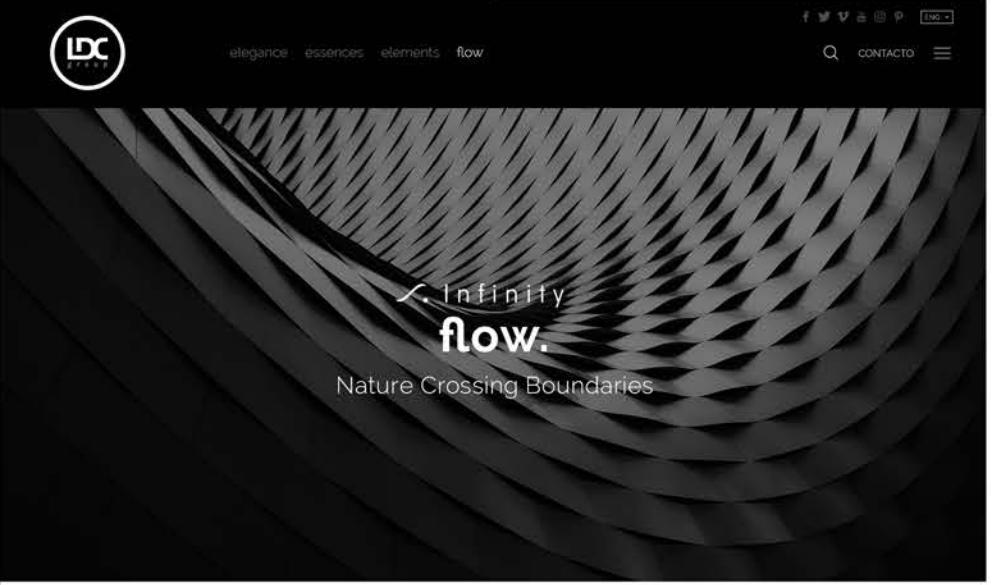 ENG
LDC
group
elegance essences elements flow
CONTACTO
Infinity
flow.
Nature Crossing Boundaries